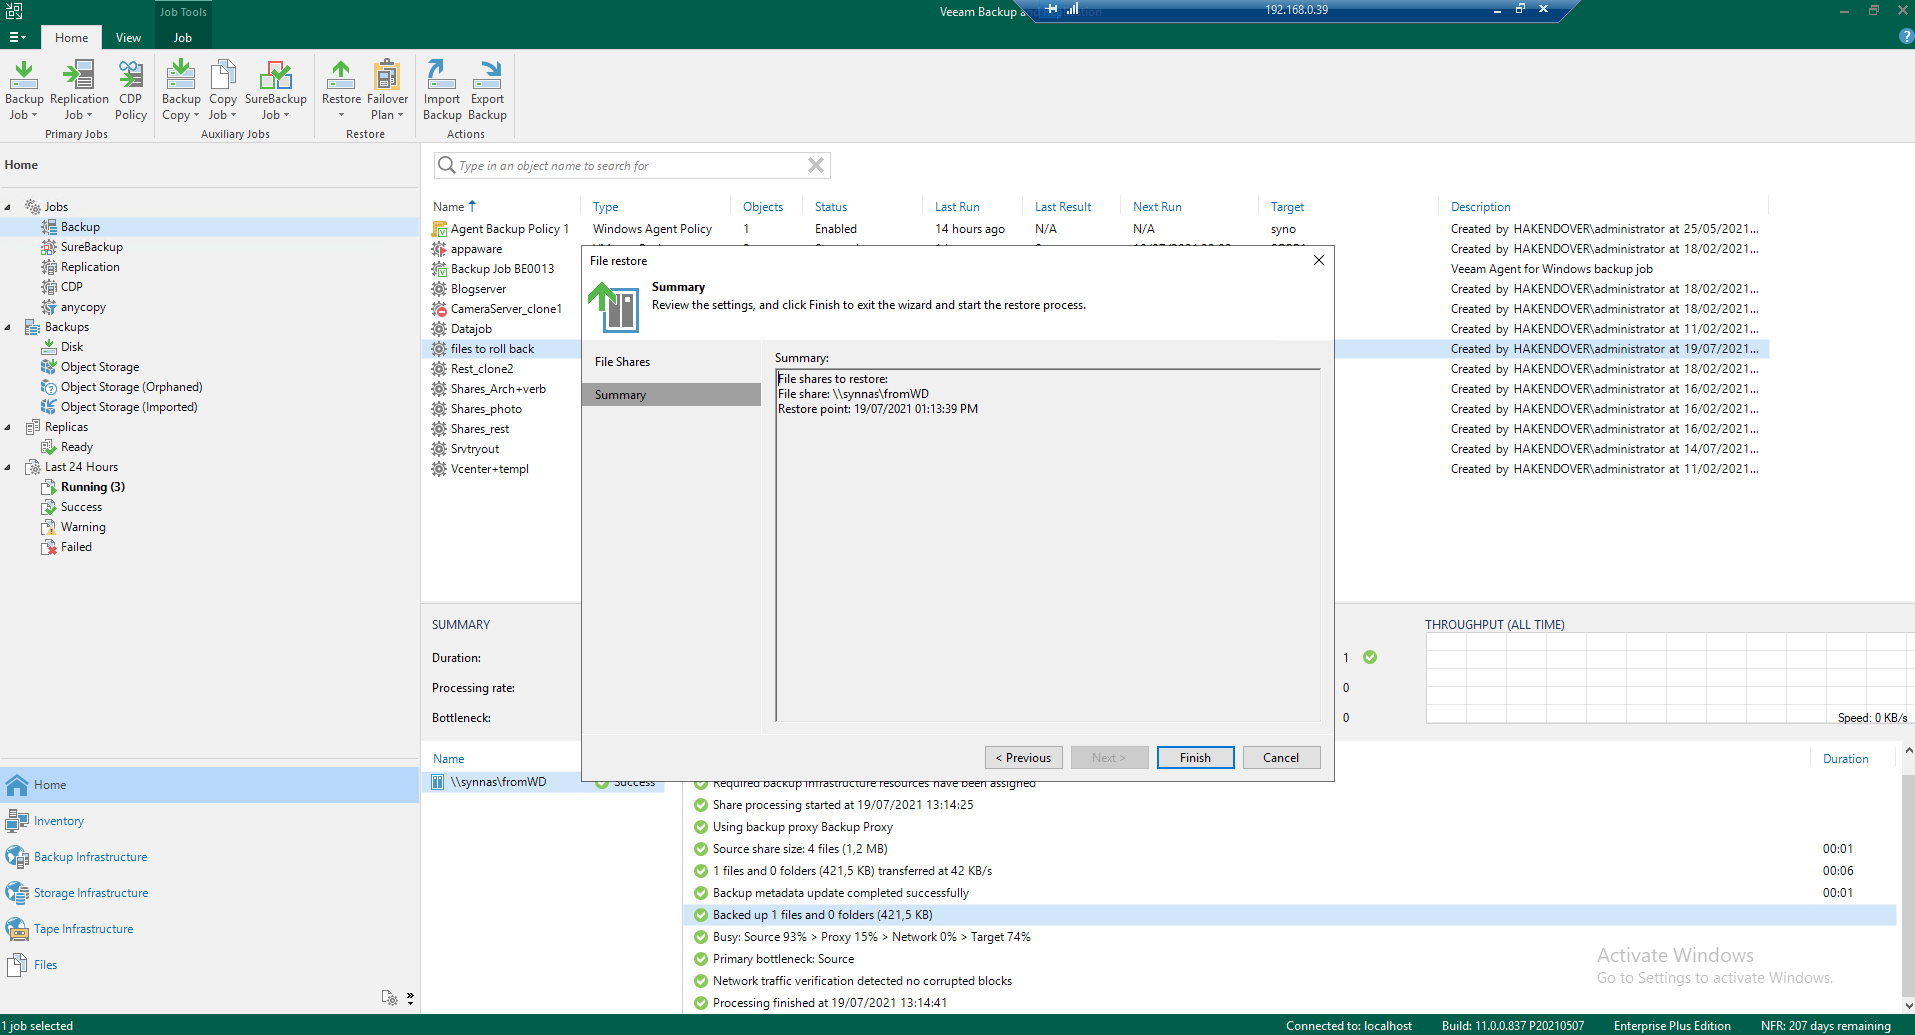 Job Tools
Veeam Backup and
192.168.0.39
Home
View
Job
Backup Job
Replication Job
CDP Policy
Backup Copy
Copy Job
SureBackup Job
Restore
Failover Plan
Import Backup
Export Backup
Primary Jobs
Auxiliary Jobs
Restore
Actions
Home
Jobs
Backup
SureBackup
Replication
CDP
anycopy
Backups
Disk
Object Storage
Object Storage (Orphaned)
Object Storage (Imported)
Replicas
Ready
Last 24 Hours
Running (3)
Success
Warning
Failed
Home
Inventory
Backup Infrastructure
Storage Infrastructure
Tape Infrastructure
Files
Type in an object name to search for
Name Type Objects Status Last Run Last Result Next Run Target Description
Agent Backup Policy 1 Windows Agent Policy 1 Enabled 14 hours ago N/A N/A syno Created by HAKENDOVER\administrator at 25/05/2021...
appaware Created by HAKENDOVER\administrator at 18/02/2021...
Backup Job BE0013 Veeam Agent for Windows backup job
Blogserver Created by HAKENDOVER\administrator at 18/02/2021...
CameraServer_clone1 Created by HAKENDOVER\administrator at 18/02/2021...
Datajob Created by HAKENDOVER\administrator at 11/02/2021...
files to roll back Created by HAKENDOVER\administrator at 19/07/2021...
Rest_clone2 Created by HAKENDOVER\administrator at 18/02/2021...
Shares_Arch+verb Created by HAKENDOVER\administrator at 16/02/2021...
Shares_photo Created by HAKENDOVER\administrator at 16/02/2021...
Shares_rest Created by HAKENDOVER\administrator at 16/02/2021...
Srvtryout Created by HAKENDOVER\administrator at 14/07/2021...
Vcenter+templ Created by HAKENDOVER\administrator at 11/02/2021...
File restore
Summary
Review the settings, and click Finish to exit the wizard and start the restore process.
File Shares
Summary
Summary:
File shares to restore:
File share: \\synnas\fromWD
Restore point: 19/07/2021 01:13:39 PM
< Previous
Next >
Finish
Cancel
SUMMARY
Duration:
Processing rate:
Bottleneck:
1
0
0
THROUGHPUT (ALL TIME)
Speed: 0 KB/s
Name
Duration
\\synnas\fromWD Success
Required backup infrastructure resources have been assigned
Share processing started at 19/07/2021 13:14:25
Using backup proxy Backup Proxy
Source share size: 4 files (1,2 MB) 00:01
1 files and 0 folders (421,5 KB) transferred at 42 KB/s 00:06
Backup metadata update completed successfully 00:01
Backed up 1 files and 0 folders (421,5 KB)
Busy: Source 93% > Proxy 15% > Network 0% > Target 74%
Primary bottleneck: Source
Network traffic verification detected no corrupted blocks
Processing finished at 19/07/2021 13:14:41
Activate Windows
Go to Settings to activate Windows.
1 job selected
Connected to: localhost
Build: 11.0.0.837 P20210507
Enterprise Plus Edition
NFR: 207 days remaining